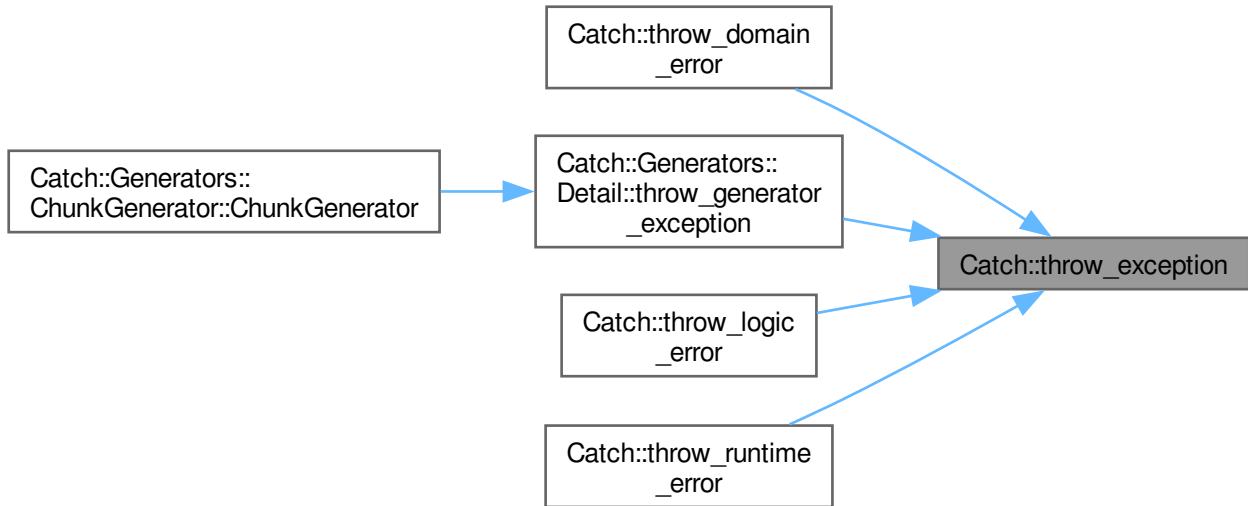 Catch::throw_domain
_error
Catch::Generators::
ChunkGenerator::ChunkGenerator
Catch::Generators::
Detail::throw_generator
_exception
Catch::throw_exception
Catch::throw_logic
_error
Catch::throw_runtime
_error